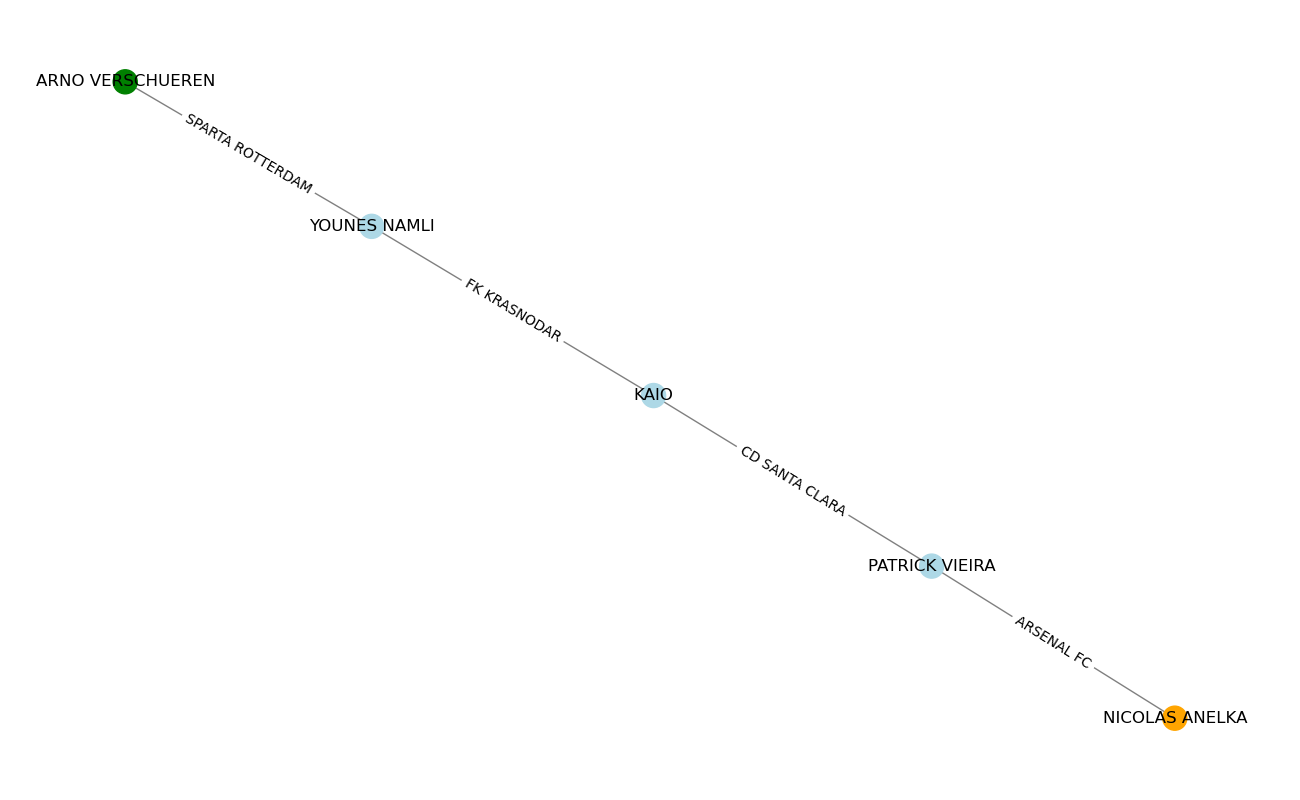 ARNO VERSCHUEREN
SPARTA ROTTERDAM
YOUNES NAMLI
FK KRASNODAR
KAIO
CD SANTA CLARA
PATRICK VIEIRA
ARSENAL FC
NICOLAS ANELKA